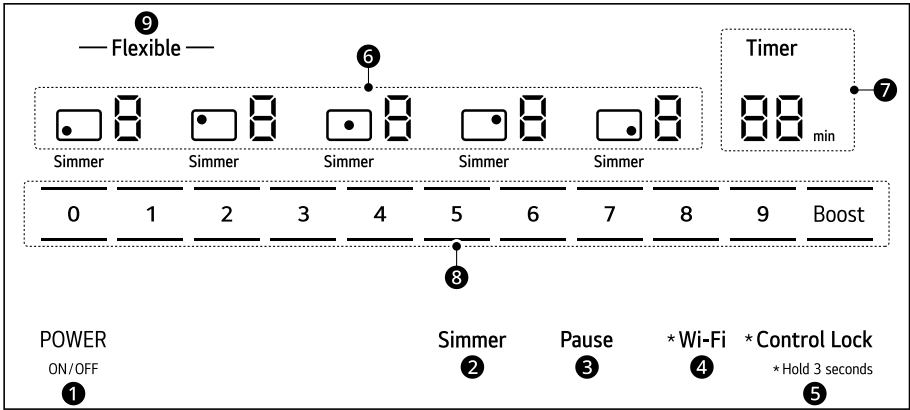 9
— Flexible —
Timer
6
7
8 8 8 8 8 88 min
Simmer Simmer Simmer Simmer Simmer
0 1 2 3 4 5 6 7 8 9 Boost
8
POWER Simmer Pause *Wi-Fi *Control Lock
ON/OFF *Hold 3 seconds
1 2 3 4 5